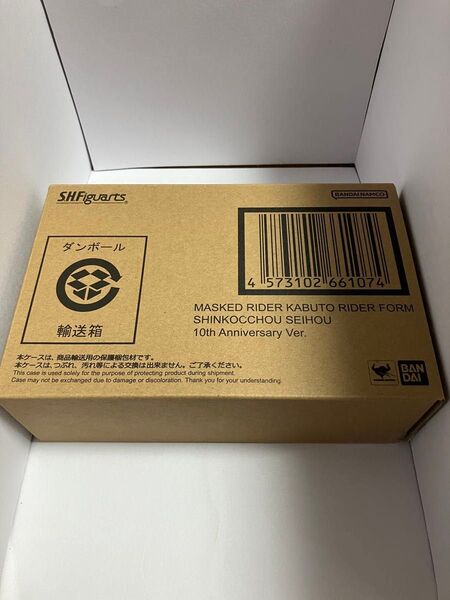 S.H.Figuarts
BANDAI NAMCO
ダンボール
輸送箱
4 573102 661074
MASKED RIDER KABUTO RIDER FORM
SHINKOCCHOU SEIHOU
10th Anniversary Ver.
本ケースは、商品輸送用の保護梱包材です。
本ケースは、つぶれ、汚れ等による交換は出来ません。ご了承ください。
This case is used solely for the purpose of protecting product during shipment.
Case may not be exchanged due to damage or discoloration. Thank you for your understanding.
BAN
DAI